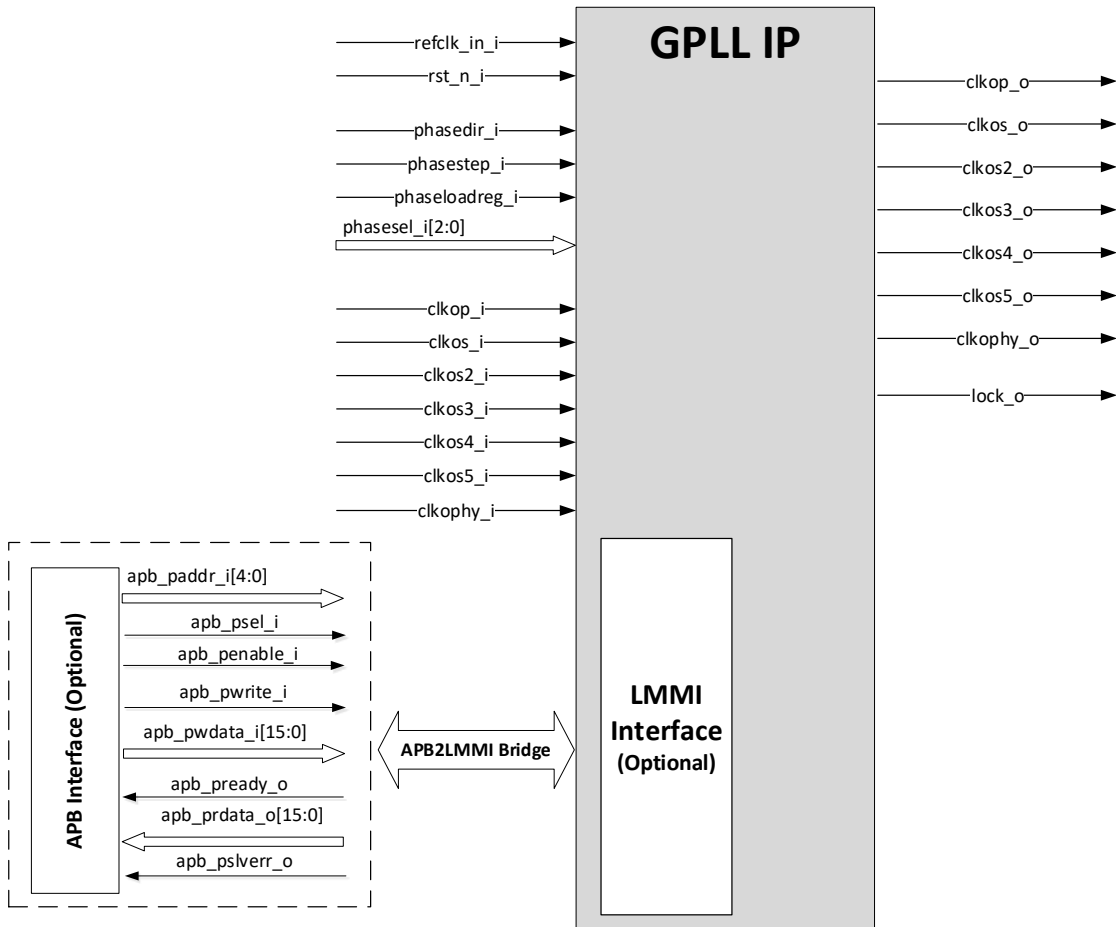 GPLL IP
refclk_in_i
rst_n_i
phasedir_i
phasestep_i
phaseloadreg_i
phasesel_i[2:0]
clkop_i
clkos_i
clkos2_i
clkos3_i
clkos4_i
clkos5_i
clkophy_i
clkop_o
clkos_o
clkos2_o
clkos3_o
clkos4_o
clkos5_o
clkophy_o
lock_o
APB Interface (Optional)
apb_paddr_i[4:0]
apb_psel_i
apb_penable_i
apb_pwrite_i
apb_pwdata_i[15:0]
apb_pready_o
apb_prdata_o[15:0]
apb_pslverr_o
APB2LMMI Bridge
LMMI
Interface
(Optional)